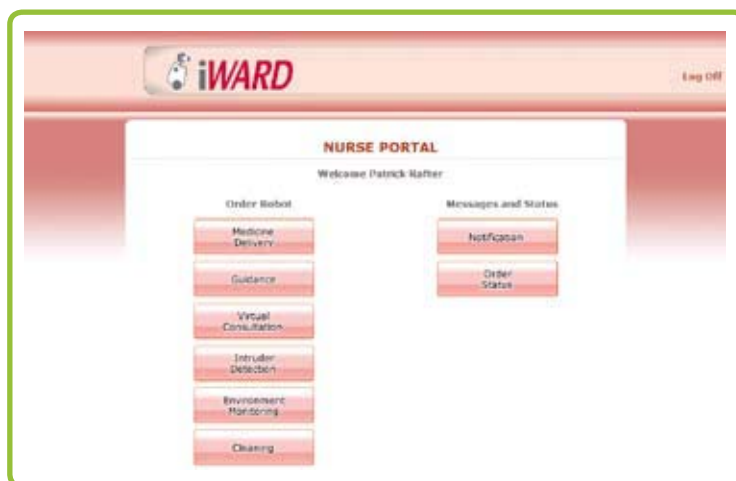 iWARD
Log Off
NURSE PORTAL
Welcome Patrick Rafter
Order Robot
Medicine
Delivery
Guidance
Virtual
Consultation
Intruder
Detection
Environment
Monitoring
Cleaning
Messages and Status
Notification
Order
Status